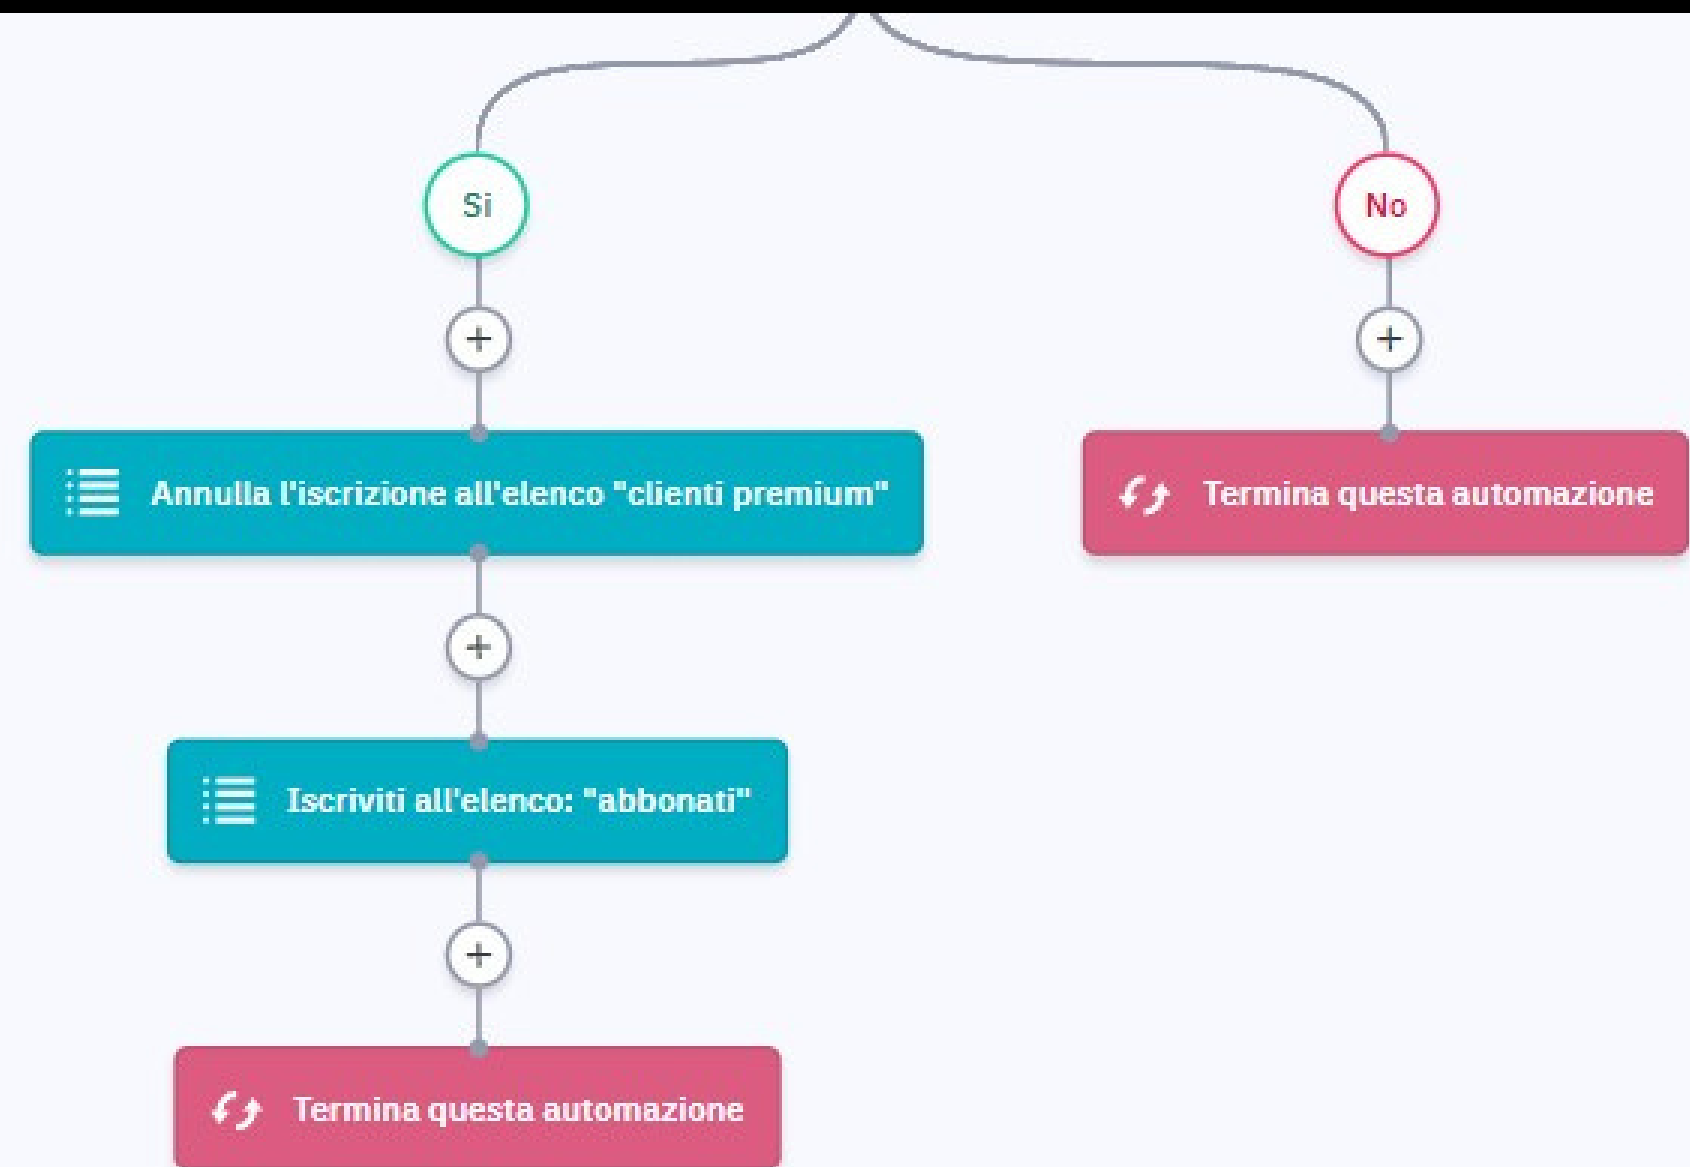 Si
No
+
+
Annulla l'iscrizione all'elenco "clienti premium"
Termina questa automazione
+
Iscriviti all'elenco: "abbonati"
+
Termina questa automazione